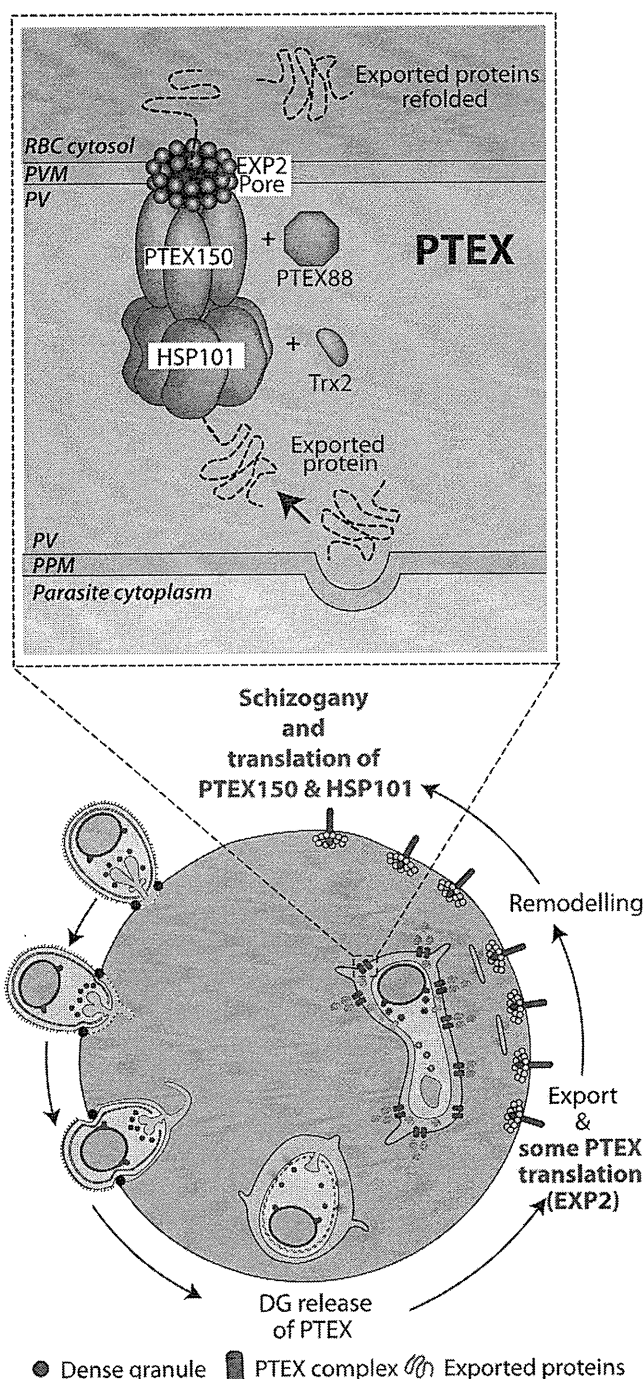 Exported proteins
refolded
RBC cytosol
PVM
PV
EXP2
Pore
PTEX150
+
PTEX88
PTEX
HSP101
+
Trx2
Exported
protein
PV
PPM
Parasite cytoplasm
Schizogany
and
translation of
PTEX150 & HSP101
Remodelling
Export
&
some PTEX
translation
(EXP2)
DG release
of PTEX
Dense granule PTEX complex Exported proteins